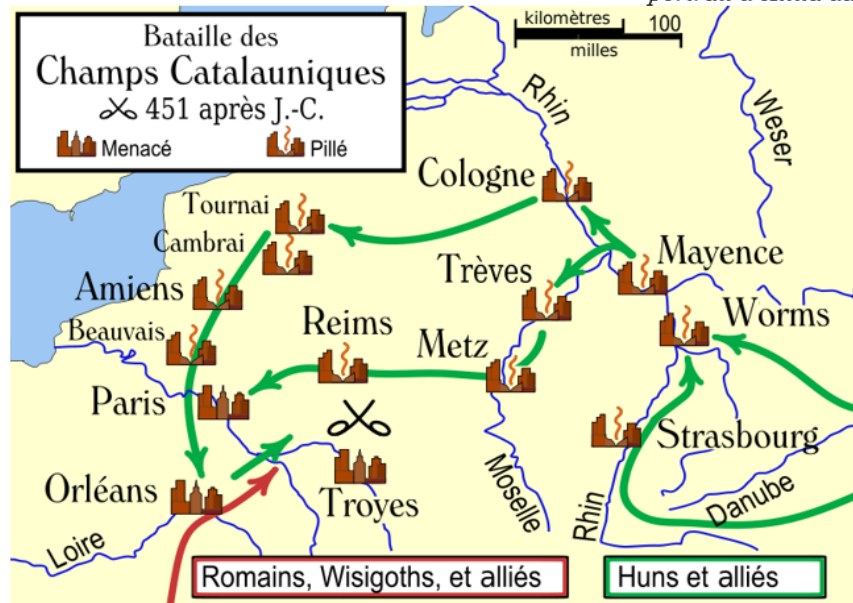 Bataille des
Champs Catalauniques
451 après J.-C.
Menacé
Pillé
kilomètres
100
milles
Rhin
Weser
Cologne
Tournai
Cambrai
Mayence
Trèves
Amiens
Worms
Reims
Metz
Beauvais
Paris
Strasbourg
Orléans
Troyes
Moselle
Rhin
Danube
Loire
Romains, Wisigoths, et alliés
Huns et alliés